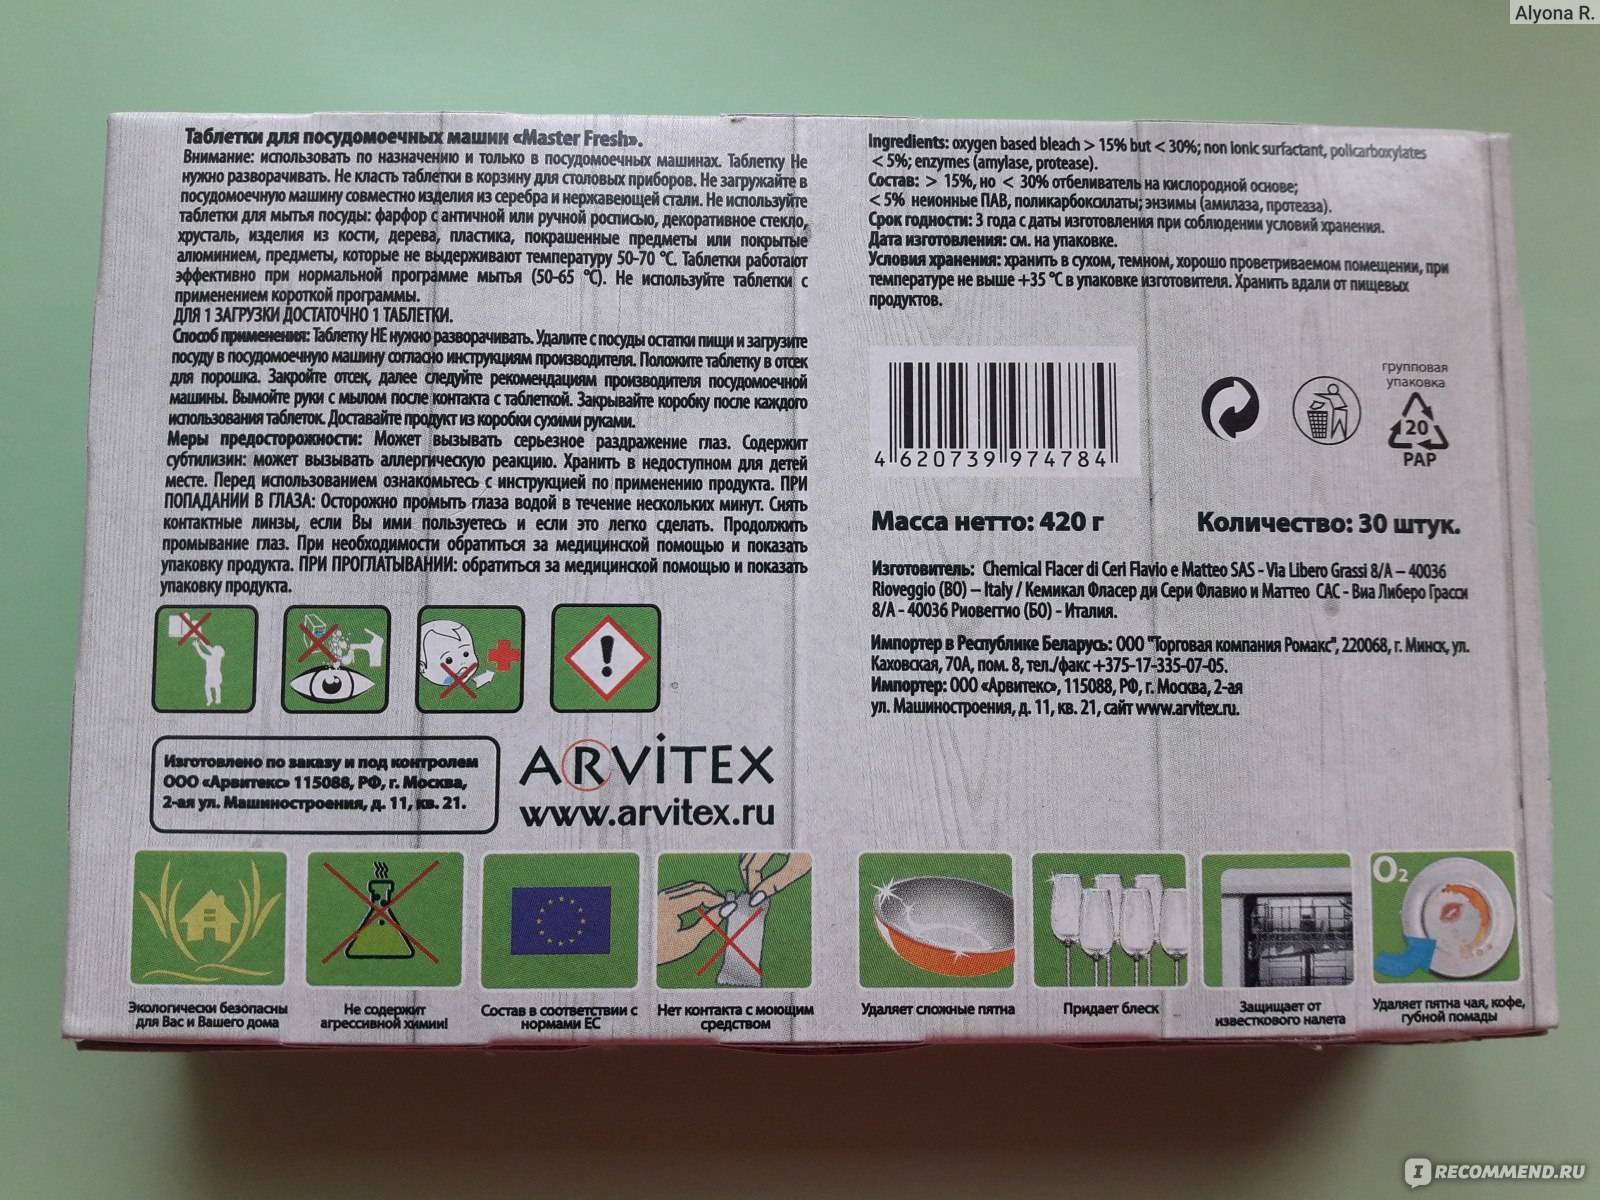 Alyona R.
Таблетки для посудомоечных машин «Master Fresh».
Внимание: использовать по назначению и только в посудомоечных машинах. Таблетку Не
нужно разворачивать. Не класть таблетки в корзину для столовых приборов. Не загружайте в
посудомоечную машину совместно изделия из серебра и нержавеющей стали. Не используйте
таблетки для мытья посуды: фарфор с античной или ручной росписью, декоративное стекло,
хрусталь, изделия из кости, дерева, пластика, покрашенные предметы или покрытые
алюминием, предметы, которые не выдерживают температуру 50-70 °С. Таблетки работают
эффективно при нормальной программе мытья (50-65 °С). Не используйте таблетки с
применением короткой программы.
ДЛЯ 1 ЗАГРУЗКИ ДОСТАТОЧНО 1 ТАБЛЕТКИ.
Способ применения: Таблетку НЕ нужно разворачивать. Удалите с посуды остатки пищи и загрузите
посуду в посудомоечную машину согласно инструкциям производителя. Положите таблетку в отсек
для порошка. Закройте отсек, далее следуйте рекомендациям производителя посудомоечной
машины. Вымойте руки с мылом после контакта с таблеткой. Закрывайте коробку после каждого
использования таблеток. Доставайте продукт из коробки сухими руками.
Меры предосторожности: Может вызывать серьезное раздражение глаз. Содержит
субтилизин: может вызывать аллергическую реакцию. Хранить в недоступном для детей
месте. Перед использованием ознакомьтесь с инструкцией по применению продукта. ПРИ
ПОПАДАНИИ В ГЛАЗА: Осторожно промыть глаза водой в течение нескольких минут. Снять
контактные линзы, если Вы ими пользуетесь и если это легко сделать. Продолжить
промывание глаз. При необходимости обратиться за медицинской помощью и показать
упаковку продукта. ПРИ ПРОГЛАТЫВАНИИ: обратиться за медицинской помощью и показать
упаковку продукта.
Изготовлено по заказу и под контролем
ООО «Арвитекс» 115088, РФ, г. Москва,
2-ая ул. Машиностроения, д. 11, кв. 21.
ARViTEX
www.arvitex.ru
Ingredients: oxygen based bleach > 15% but < 30%; non ionic surfactant, policarboxylates
< 5%; enzymes (amylase, protease).
Состав: > 15%, но < 30% отбеливатель на кислородной основе;
< 5% неионные ПАВ, поликарбоксилаты; энзимы (амилаза, протеаза).
Срок годности: 3 года с даты изготовления при соблюдении условий хранения.
Дата изготовления: см. на упаковке.
Условия хранения: хранить в сухом, темном, хорошо проветриваемом помещении, при
температуре не выше +35 °С в упаковке изготовителя. Хранить вдали от пищевых
продуктов.
4 620739 974784
групповая
упаковка
20
PAP
Масса нетто: 420 г
Количество: 30 штук.
Изготовитель: Chemical Flacer di Ceri Flavio e Matteo SAS - Via Libero Grassi 8/A – 40036
Rioveggio (BO) – Italy / Кемикал Фласер ди Сери Флавио и Маттео САС - Виа Либеро Грасси
8/А - 40036 Риовеггио (БО) - Италия.
Импортер в Республике Беларусь: ООО "Торговая компания Ромакс", 220068, г. Минск, ул.
Каховская, 70А, пом. 8, тел./факс +375-17-335-07-05.
Импортер: ООО «Арвитекс», 115088, РФ, г. Москва, 2-ая
ул. Машиностроения, д. 11, кв. 21, сайт www.arvitex.ru.
Экологически безопасны
для Вас и Вашего дома
Не содержит
агрессивной химии!
Состав в соответствии с
нормами ЕС
Нет контакта с моющим
средством
Удаляет сложные пятна
Придает блеск
Защищает от
известкового налета
O2
Удаляет пятна чая, кофе,
губной помады
IRECOMMEND.RU